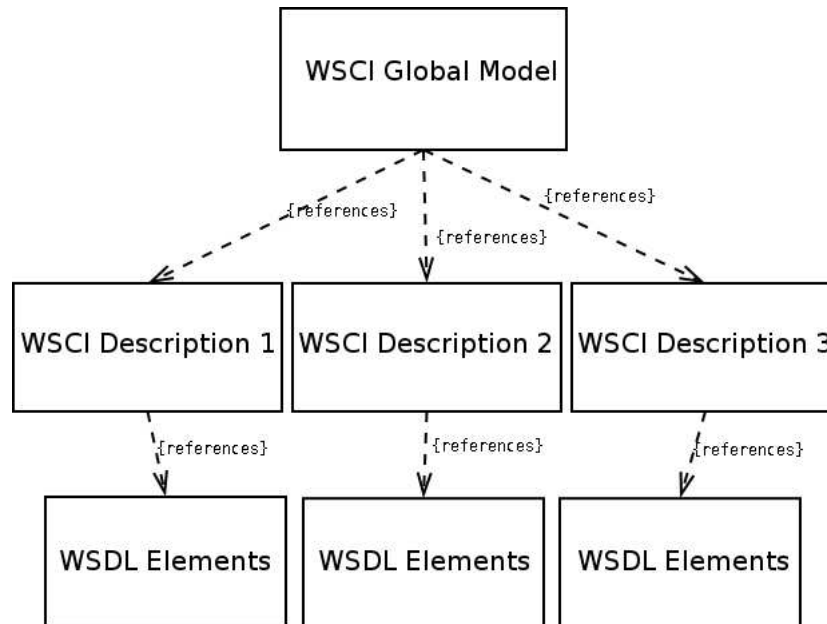 WSCI Global Model
{references}
{references}
{references}
WSCI Description 1
WSCI Description 2
WSCI Description 3
{references}
{references}
{references}
WSDL Elements
WSDL Elements
WSDL Elements